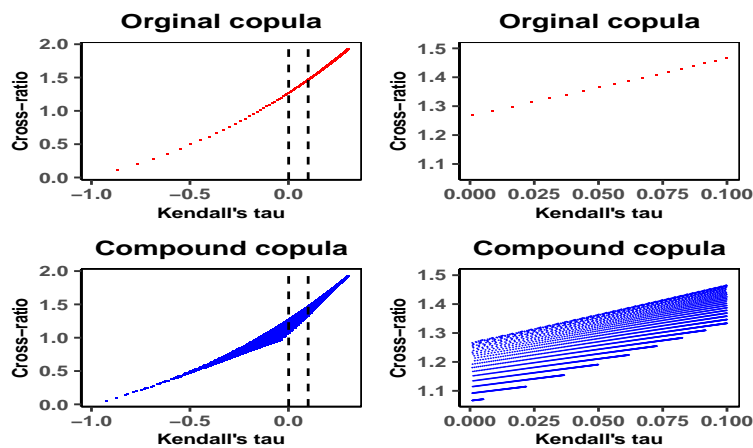 Orginal copula
Cross-ratio
2.0
1.5
1.0
0.5
0.0
−1.0 −0.5 0.0
Kendall's tau
Orginal copula
Cross-ratio
1.5
1.4
1.3
1.2
1.1
0.000 0.025 0.050 0.075 0.100
Kendall's tau
Compound copula
Cross-ratio
2.0
1.5
1.0
0.5
0.0
−1.0 −0.5 0.0
Kendall's tau
Compound copula
Cross-ratio
1.5
1.4
1.3
1.2
1.1
0.000 0.025 0.050 0.075 0.100
Kendall's tau